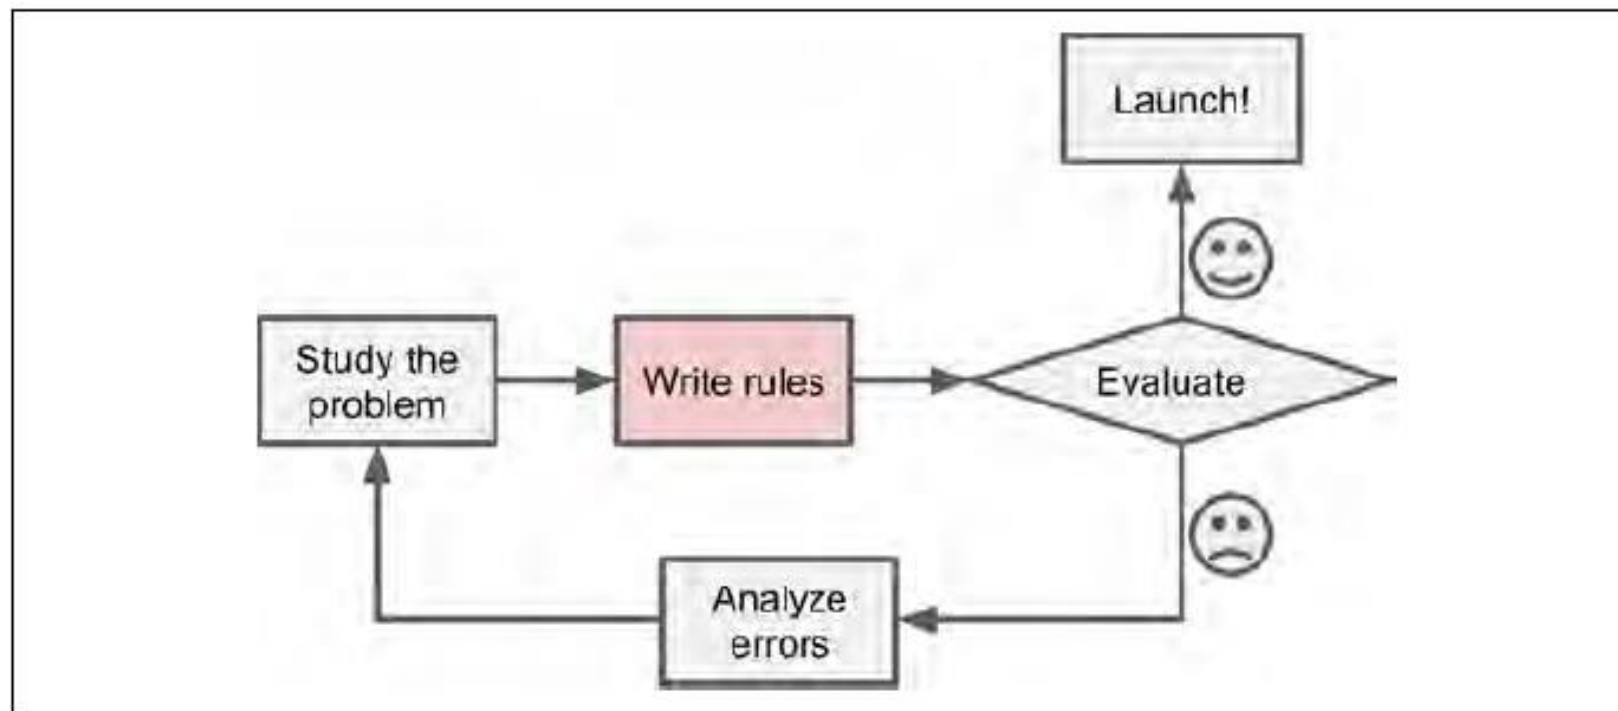 Launch!
Study the
problem
Write rules
Evaluate
Analyze
errors